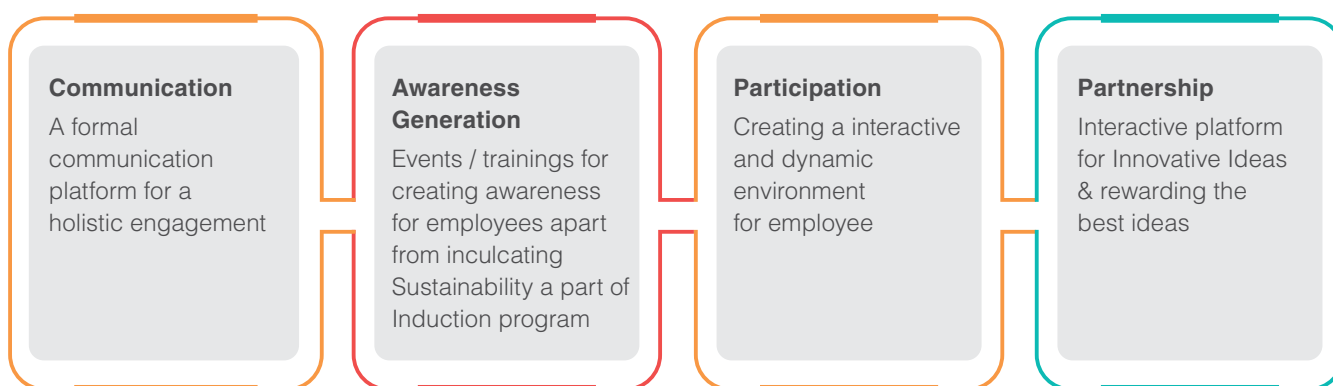 Communication
A formal
communication
platform for a
holistic engagement
Awareness
Generation
Events / trainings for
creating awareness
for employees apart
from inculcating
Sustainability a part of
Induction program
Participation
Creating a interactive
and dynamic
environment
for employee
Partnership
Interactive platform
for Innovative Ideas
& rewarding the
best ideas